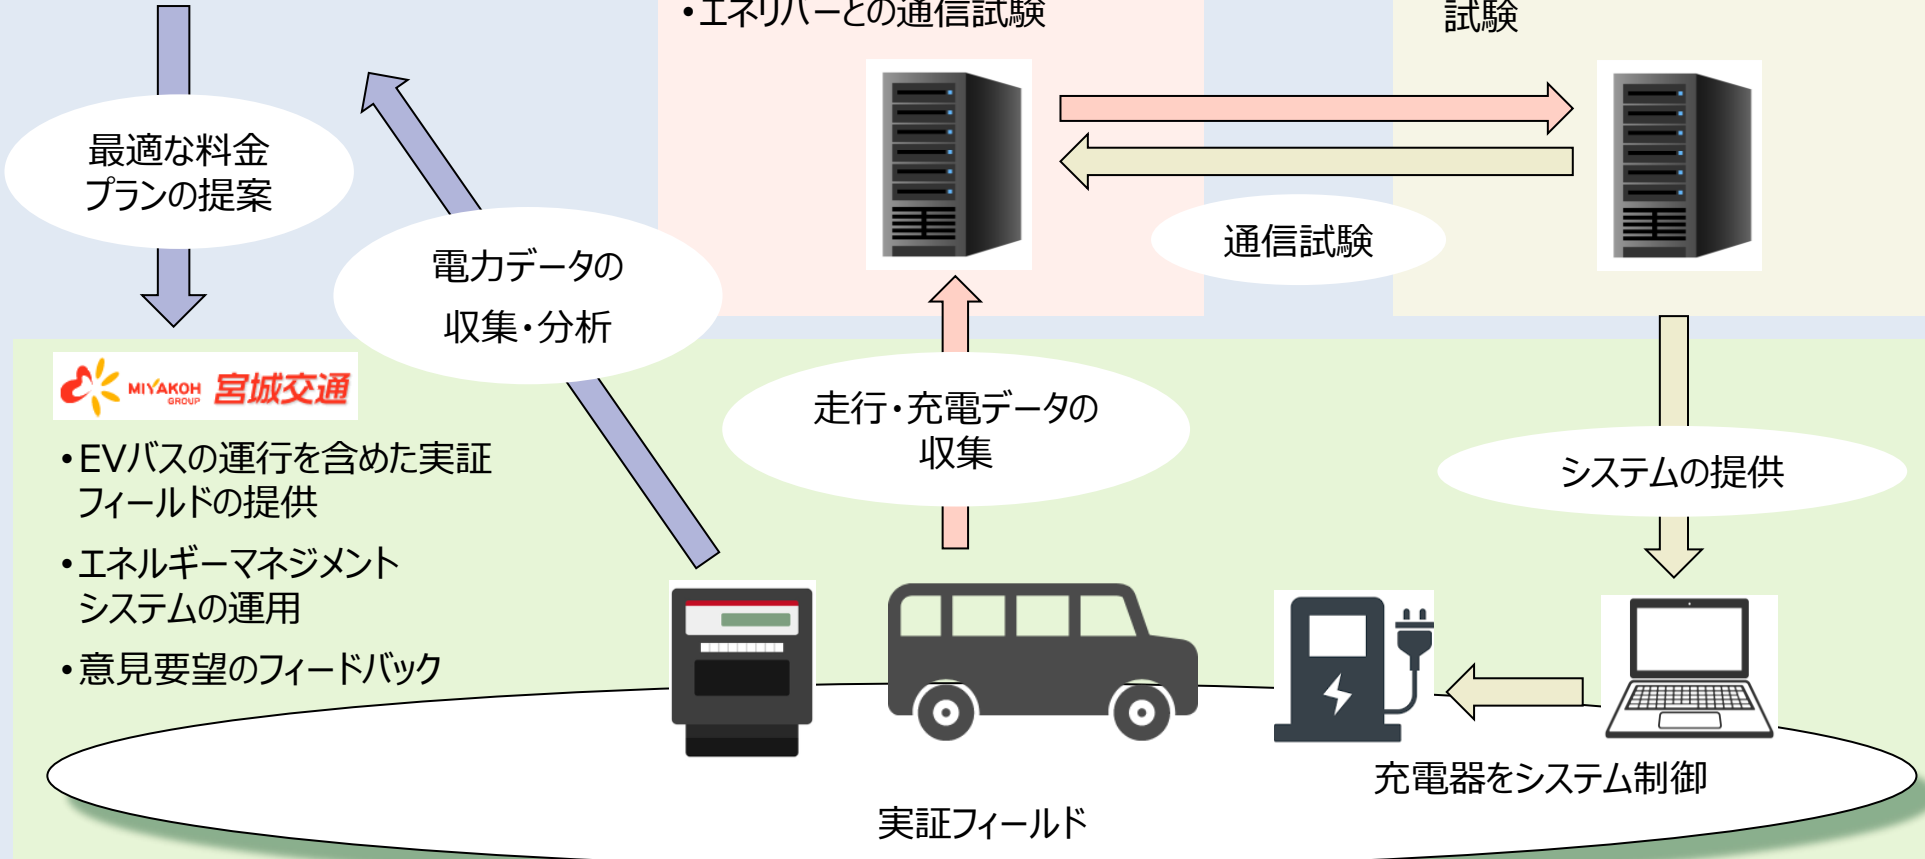 ・エネリバーとの通信試験
試験
最適な料金
プランの提案
電力データの
収集・分析
通信試験
MIYAKOH
GROUP
宮城交通
・EVバスの運行を含めた実証
フィールドの提供
・エネルギーマネジメント
システムの運用
・意見要望のフィードバック
走行・充電データの
収集
システムの提供
充電器をシステム制御
実証フィールド